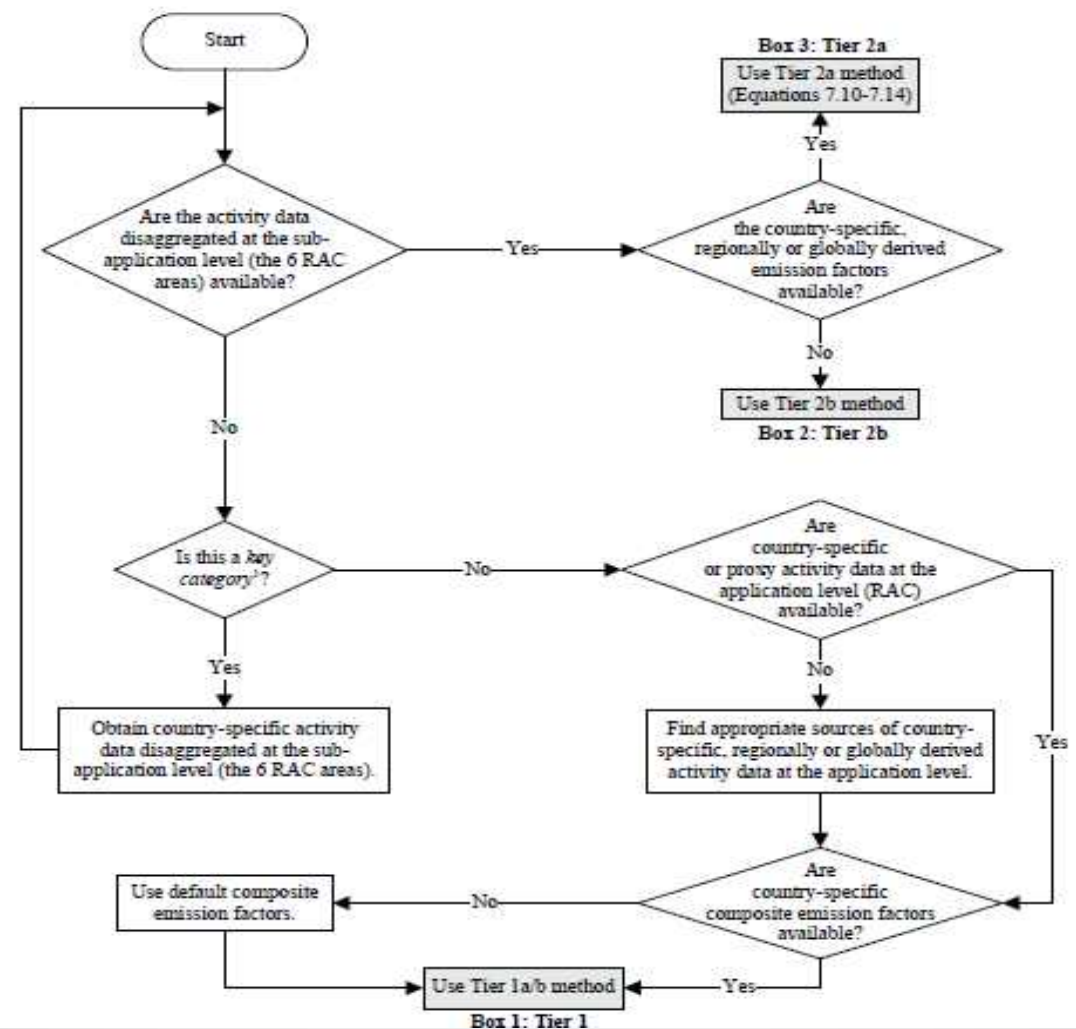 Start
Box 3: Tier 2a
Use Tier 2a method
(Equations 7.10-7.14)
Yes
Are the activity data
disaggregated at the sub-
application level (the 6 RAC
areas) available?
Yes
Are
the country-specific,
regionally or globally derived
emission factors
available?
No
Use Tier 2b method
Box 2: Tier 2b
No
Is this a key
category¹?
No
Are
country-specific
or proxy activity data at the
application level (RAC)
available?
Yes
No
Obtain country-specific activity
data disaggregated at the sub-
application level (the 6 RAC areas).
Find appropriate sources of country-
specific, regionally or globally derived
activity data at the application level.
Yes
Are
country-specific
composite emission factors
available?
No
Use default composite
emission factors.
Use Tier 1a/b method
Yes
Box 1: Tier 1